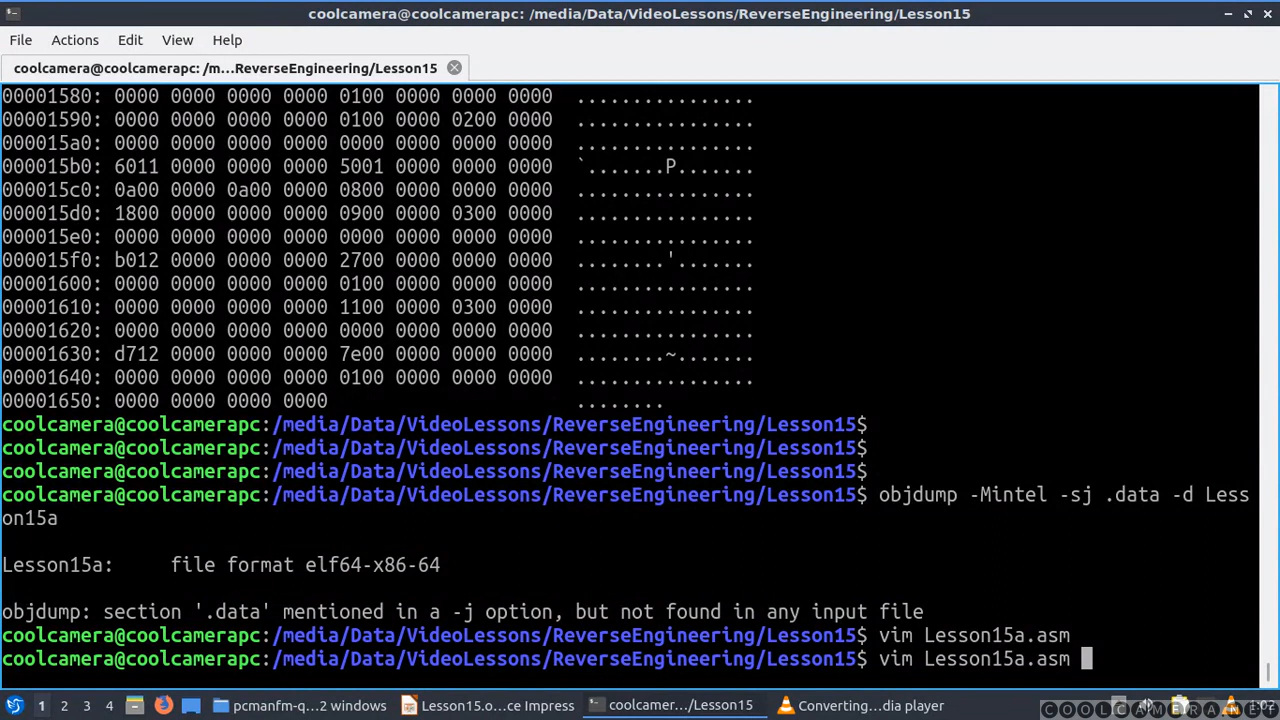 coolcamera@coolcamerapc: /media/Data/VideoLessons/ReverseEngineering/Lesson15
File Actions Edit View Help
coolcamera@coolcamerapc: /m...ReverseEngineering/Lesson15
00001580: 0000 0000 0000 0000 0100 0000 0000 0000  ................
00001590: 0000 0000 0000 0000 0100 0000 0200 0000  ................
000015a0: 0000 0000 0000 0000 0000 0000 0000 0000  ................
000015b0: 6011 0000 0000 0000 5001 0000 0000 0000  `.......P.......
000015c0: 0a00 0000 0a00 0000 0800 0000 0000 0000  ................
000015d0: 1800 0000 0000 0000 0900 0000 0300 0000  ................
000015e0: 0000 0000 0000 0000 0000 0000 0000 0000  ................
000015f0: b012 0000 0000 0000 2700 0000 0000 0000  ........'.......
00001600: 0000 0000 0000 0000 0100 0000 0000 0000  ................
00001610: 0000 0000 0000 0000 1100 0000 0300 0000  ................
00001620: 0000 0000 0000 0000 0000 0000 0000 0000  ................
00001630: d712 0000 0000 0000 7e00 0000 0000 0000  ........~.......
00001640: 0000 0000 0000 0000 0100 0000 0000 0000  ................
00001650: 0000 0000 0000 0000  ........
coolcamera@coolcamerapc:/media/Data/VideoLessons/ReverseEngineering/Lesson15$
coolcamera@coolcamerapc:/media/Data/VideoLessons/ReverseEngineering/Lesson15$
coolcamera@coolcamerapc:/media/Data/VideoLessons/ReverseEngineering/Lesson15$
coolcamera@coolcamerapc:/media/Data/VideoLessons/ReverseEngineering/Lesson15$ objdump -Mintel -sj .data -d Less
on15a
Lesson15a:     file format elf64-x86-64
objdump: section '.data' mentioned in a -j option, but not found in any input file
coolcamera@coolcamerapc:/media/Data/VideoLessons/ReverseEngineering/Lesson15$ vim Lesson15a.asm
coolcamera@coolcamerapc:/media/Data/VideoLessons/ReverseEngineering/Lesson15$ vim Lesson15a.asm
1 2 3 4 pcmanfm-q... 2 windows Lesson15.o...ce Impress coolcamer.../Lesson15 Converting...dia player 1:02
COOLCAMERA.NET